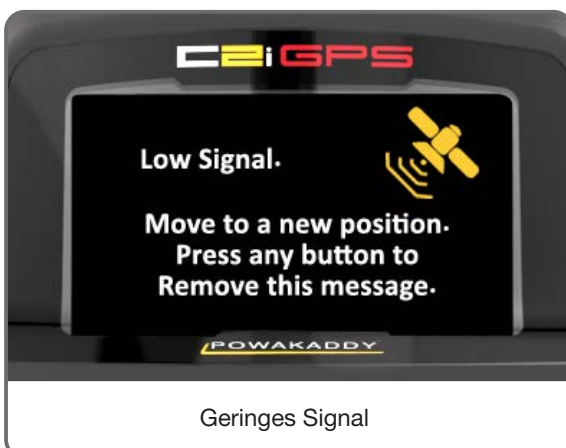 C2i GPS
Low Signal.
Move to a new position.
Press any button to
Remove this message.
POWAKADDY
Geringes Signal